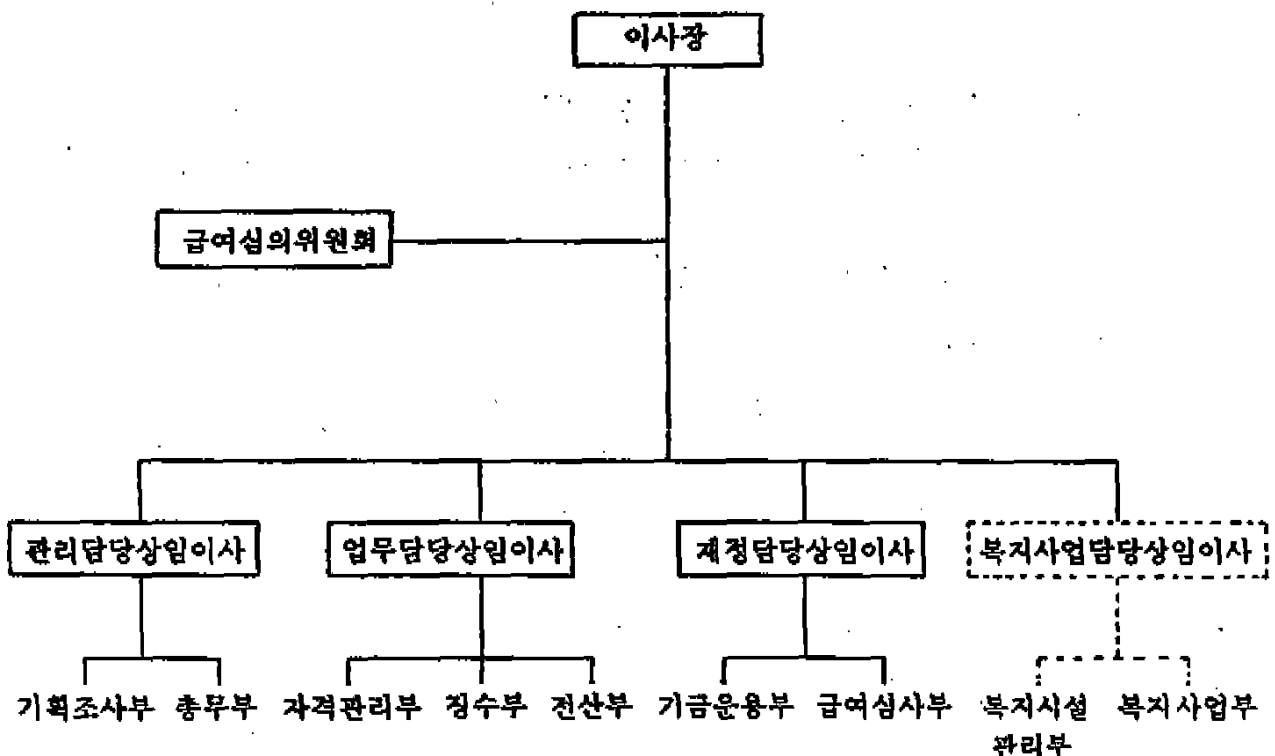 이사장
급여심의위원회
관리담당상임이사 업무담당상임이사 재정담당상임이사 복지사업담당상임이사
기획조사부 총무부 자격관리부 징수부 전산부 기금운용부 급여심사부 복지시설 복지사업부
관리부